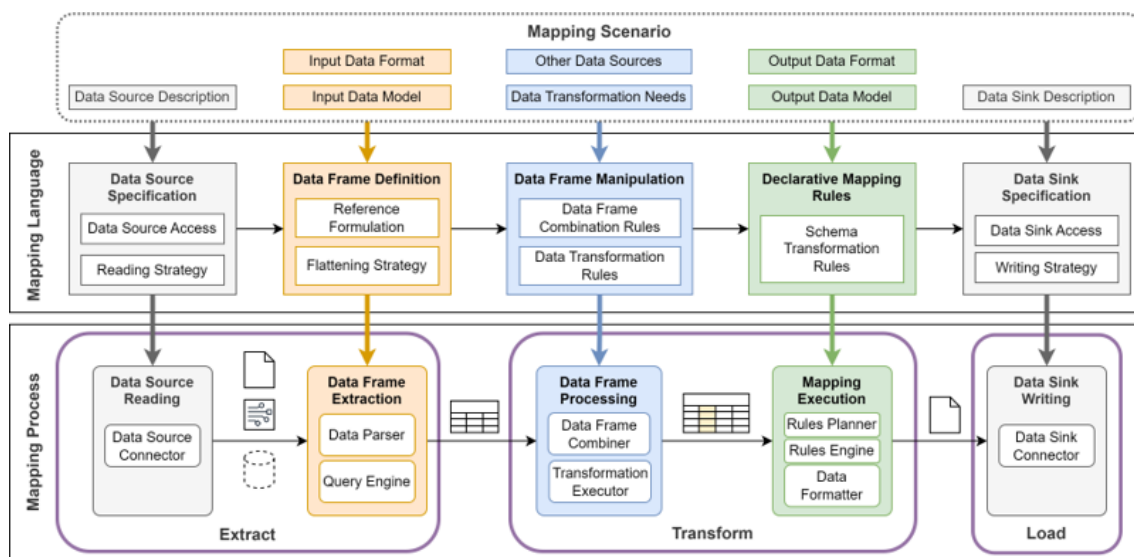 Mapping Scenario
Input Data Format
Other Data Sources
Output Data Format
Data Source Description
Input Data Model
Data Transformation Needs
Output Data Model
Data Sink Description
Mapping Language
Data Source
Specification
Data Source Access
Reading Strategy
Data Frame Definition
Reference
Formulation
Flattening Strategy
Data Frame Manipulation
Data Frame
Combination Rules
Data Transformation
Rules
Declarative Mapping
Rules
Schema
Transformation
Rules
Data Sink
Specification
Data Sink Access
Writing Strategy
Mapping Process
Data Source
Reading
Data Source
Connector
Data Frame
Extraction
Data Parser
Query Engine
Extract
Data Frame
Processing
Data Frame
Combiner
Transformation
Executor
Mapping
Execution
Rules Planner
Rules Engine
Data
Formatter
Transform
Data Sink
Writing
Data Sink
Connector
Load